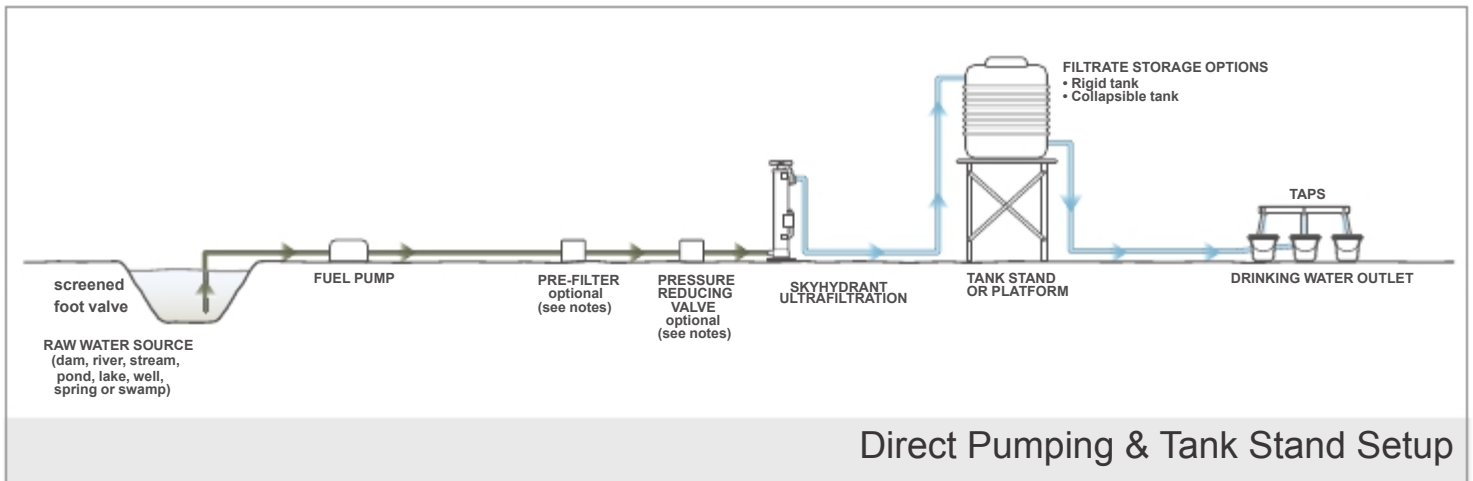 FILTRATE STORAGE OPTIONS
• Rigid tank
• Collapsible tank
TAPS
screened
foot valve
FUEL PUMP
PRE-FILTER
optional
(see notes)
PRESSURE
REDUCING
VALVE
optional
(see notes)
SKYHYDRANT
ULTRAFILTRATION
TANK STAND
OR PLATFORM
DRINKING WATER OUTLET
RAW WATER SOURCE
(dam, river, stream,
pond, lake, well,
spring or swamp)
Direct Pumping & Tank Stand Setup